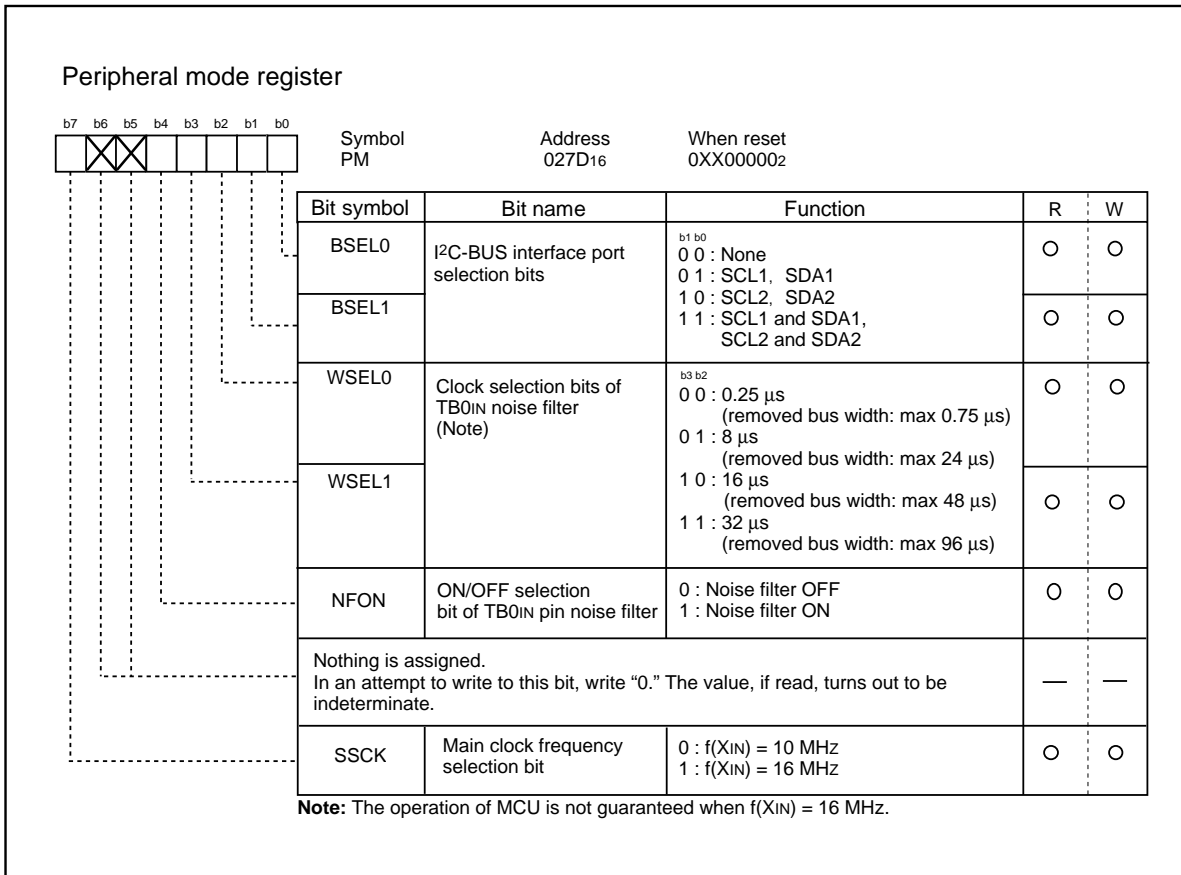 Peripheral mode register
b7 b6 b5 b4 b3 b2 b1 b0
Symbol Address When reset
PM 027D16 0XX000002
Bit symbol Bit name Function R W
BSEL0 I2C-BUS interface port selection bits
b1 b0
0 0 : None
0 1 : SCL1, SDA1
1 0 : SCL2, SDA2
1 1 : SCL1 and SDA1,
SCL2 and SDA2
BSEL1
WSEL0
Clock selection bits of
TB0IN noise filter
(Note)
b3 b2
0 0 : 0.25 μs
(removed bus width: max 0.75 μs)
0 1 : 8 μs
(removed bus width: max 24 μs)
1 0 : 16 μs
(removed bus width: max 48 μs)
1 1 : 32 μs
(removed bus width: max 96 μs)
WSEL1
NFON
ON/OFF selection
bit of TB0IN pin noise filter
0 : Noise filter OFF
1 : Noise filter ON
Nothing is assigned.
In an attempt to write to this bit, write “0.” The value, if read, turns out to be
indeterminate.
— —
SSCK
Main clock frequency
selection bit
0 : f(XIN) = 10 MHz
1 : f(XIN) = 16 MHz
Note: The operation of MCU is not guaranteed when f(XIN) = 16 MHz.